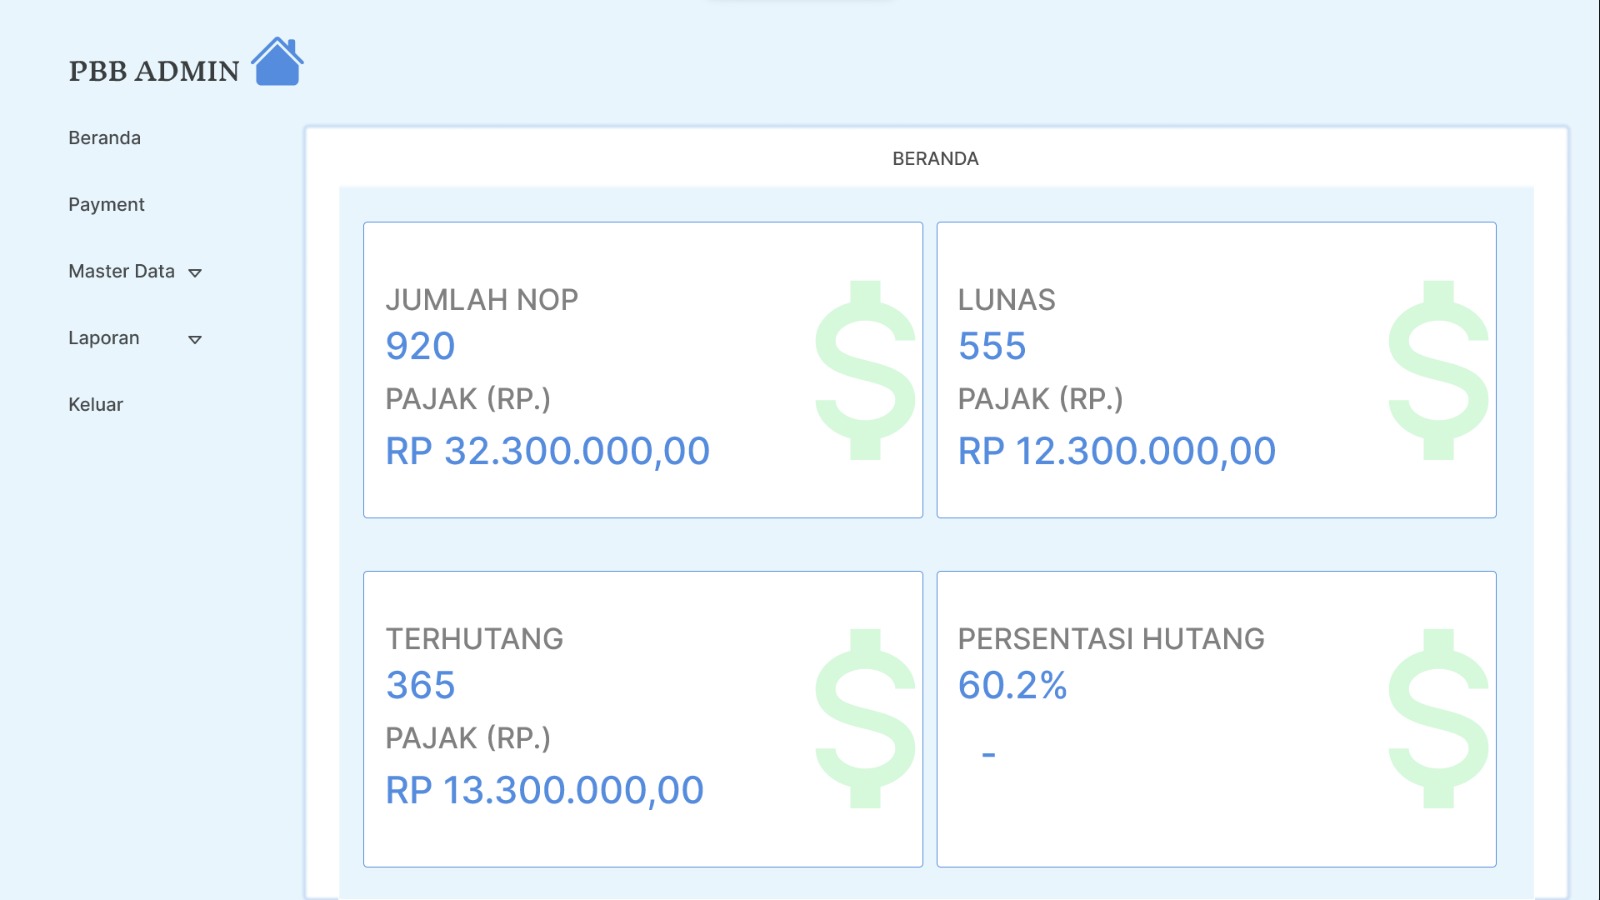 PBB ADMIN
Beranda
Payment
Master Data
Laporan
Keluar
BERANDA
JUMLAH NOP
920
PAJAK (RP.)
RP 32.300.000,00
LUNAS
555
PAJAK (RP.)
RP 12.300.000,00
TERHUTANG
365
PAJAK (RP.)
RP 13.300.000,00
PERSENTASI HUTANG
60.2%
-